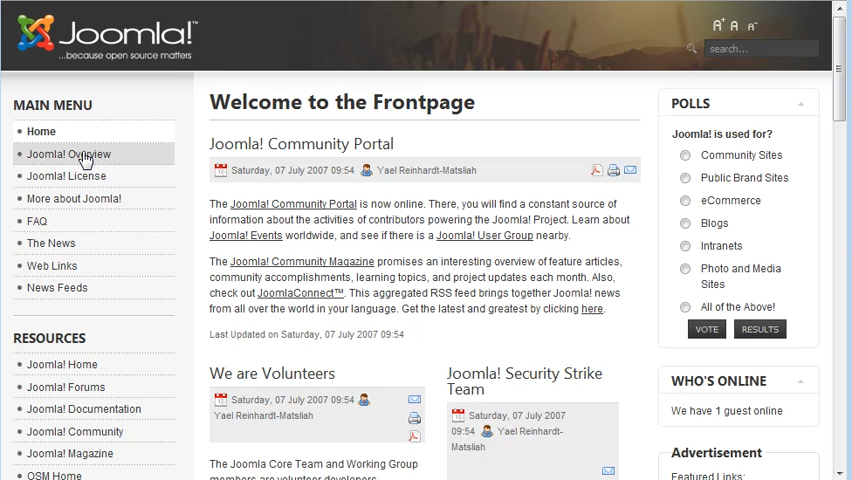 Joomla!™
...because open source matters
A+ A A-
search...
MAIN MENU
Home
Joomla! Overview
Joomla! License
More about Joomla!
FAQ
The News
Web Links
News Feeds
RESOURCES
Joomla! Home
Joomla! Forums
Joomla! Documentation
Joomla! Community
Joomla! Magazine
OSM Home
Welcome to the Frontpage
Joomla! Community Portal
Saturday, 07 July 2007 09:54 Yael Reinhardt-Matsliah
The Joomla! Community Portal is now online. There, you will find a constant source of
information about the activities of contributors powering the Joomla! Project. Learn about
Joomla! Events worldwide, and see if there is a Joomla! User Group nearby.
The Joomla! Community Magazine promises an interesting overview of feature articles,
community accomplishments, learning topics, and project updates each month. Also,
check out JoomlaConnect™. This aggregated RSS feed brings together Joomla! news
from all over the world in your language. Get the latest and greatest by clicking here.
Last Updated on Saturday, 07 July 2007 09:54
We are Volunteers
Saturday, 07 July 2007 09:54
Yael Reinhardt-Matsliah
The Joomla Core Team and Working Group
members are volunteer developers,
Joomla! Security Strike
Team
Saturday, 07 July 2007
09:54 Yael Reinhardt-
Matsliah
POLLS
Joomla! is used for?
Community Sites
Public Brand Sites
eCommerce
Blogs
Intranets
Photo and Media
Sites
All of the Above!
VOTE RESULTS
WHO'S ONLINE
We have 1 guest online
Advertisement
Featured Links: